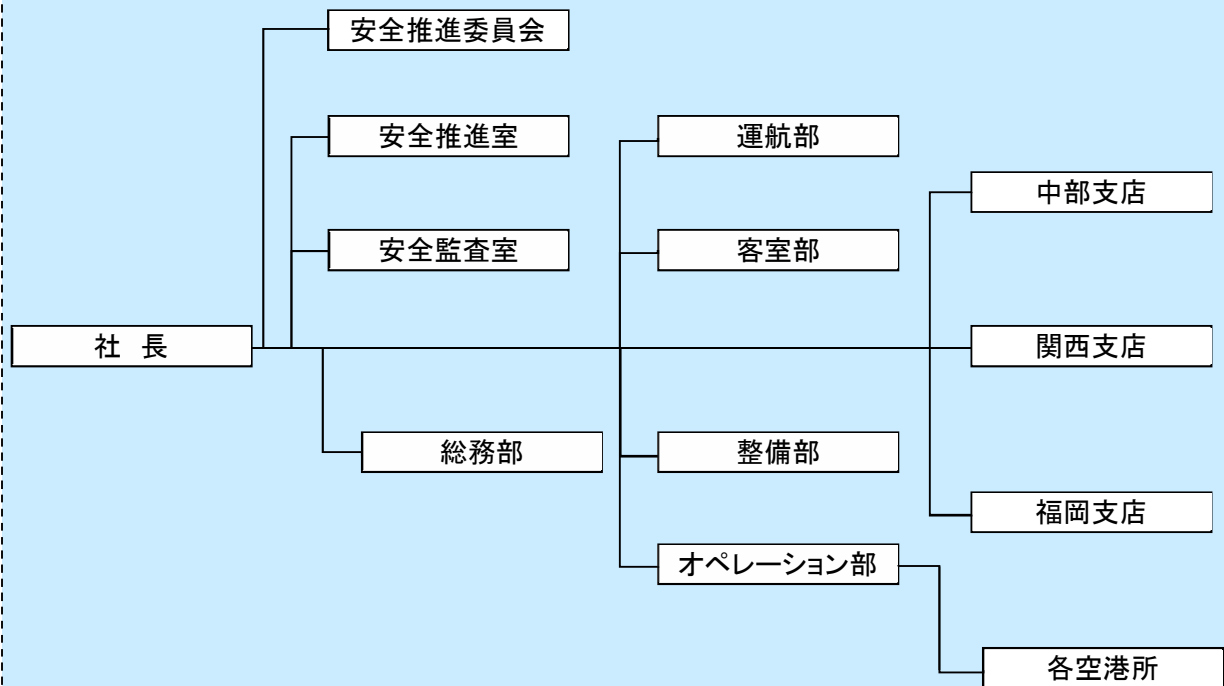 安全推進委員会
安全推進室
運航部
中部支店
安全監査室
客室部
社 長
関西支店
総務部
整備部
福岡支店
オペレーション部
各空港所